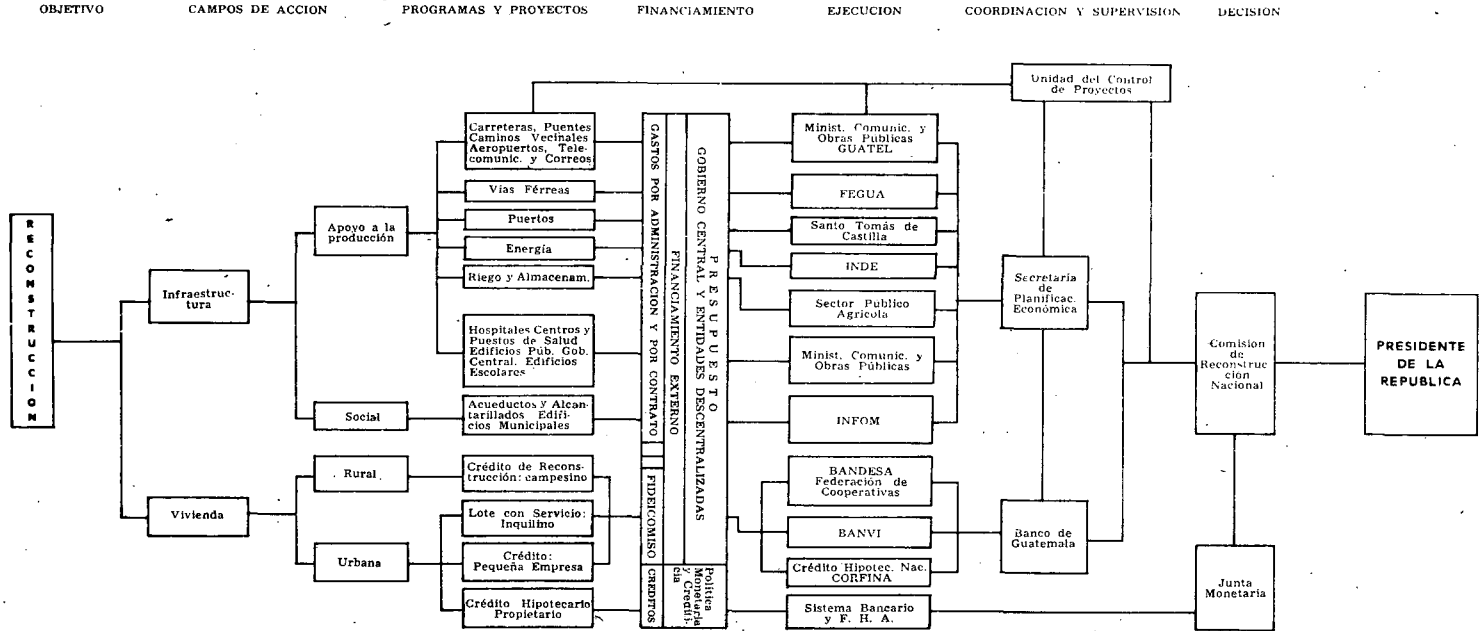 OBJETIVO CAMPOS DE ACCION PROGRAMAS Y PROYECTOS FINANCIAMIENTO EJECUCION COORDINACION Y SUPERVISION DECISION
RECONSTRUCCION
Infraestruc-
tura
Vivienda
Apoyo a la
producción
Social
Rural
Urbana
Carreteras, Puentes
Caminos Vecinales
Aeropuertos, Tele-
comunic. y Correos
Vías Férreas
Puertos
Energía
Riego y Almacenam.
Hospitales Centros y
Puestos de Salud
Edificios Púb. Gob.
Central. Edificios
Escolares
Acueductos y Alcan-
tarillados Edifi-
cios Municipales
Crédito de Recons-
trucción: campesino
Lote con Servicio:
Inquilino
Crédito:
Pequeña Empresa
Crédito Hipotecario
Propietario
GASTOS POR ADMINISTRACION Y POR CONTRATO
FIDEICOMISO
CREDITOS
FINANCIAMIENTO EXTERNO
PRESUPUESTO
GOBIERNO CENTRAL Y ENTIDADES DESCENTRALIZADAS
Política
Monetaria
y Crediti-
cia
Minist. Comunic. y
Obras Publicas
GUATEL
FEGUA
Santo Tomás de
Castilla
INDE
Sector Publico
Agricola
Minist. Comunic. y
Obras Públicas
INFOM
BANDESA
Federación de
Cooperativas
BANVI
Crédito Hipotec. Nac.
CORFINA
Sistema Bancario
y F. H. A.
Unidad del Control
de Proyectos
Secretaría
de
Planificac.
Económica
Banco de
Guatemala
Comisión
de
Reconstruc
ción
Nacional
Junta
Monetaria
PRESIDENTE
DE LA
REPUBLICA